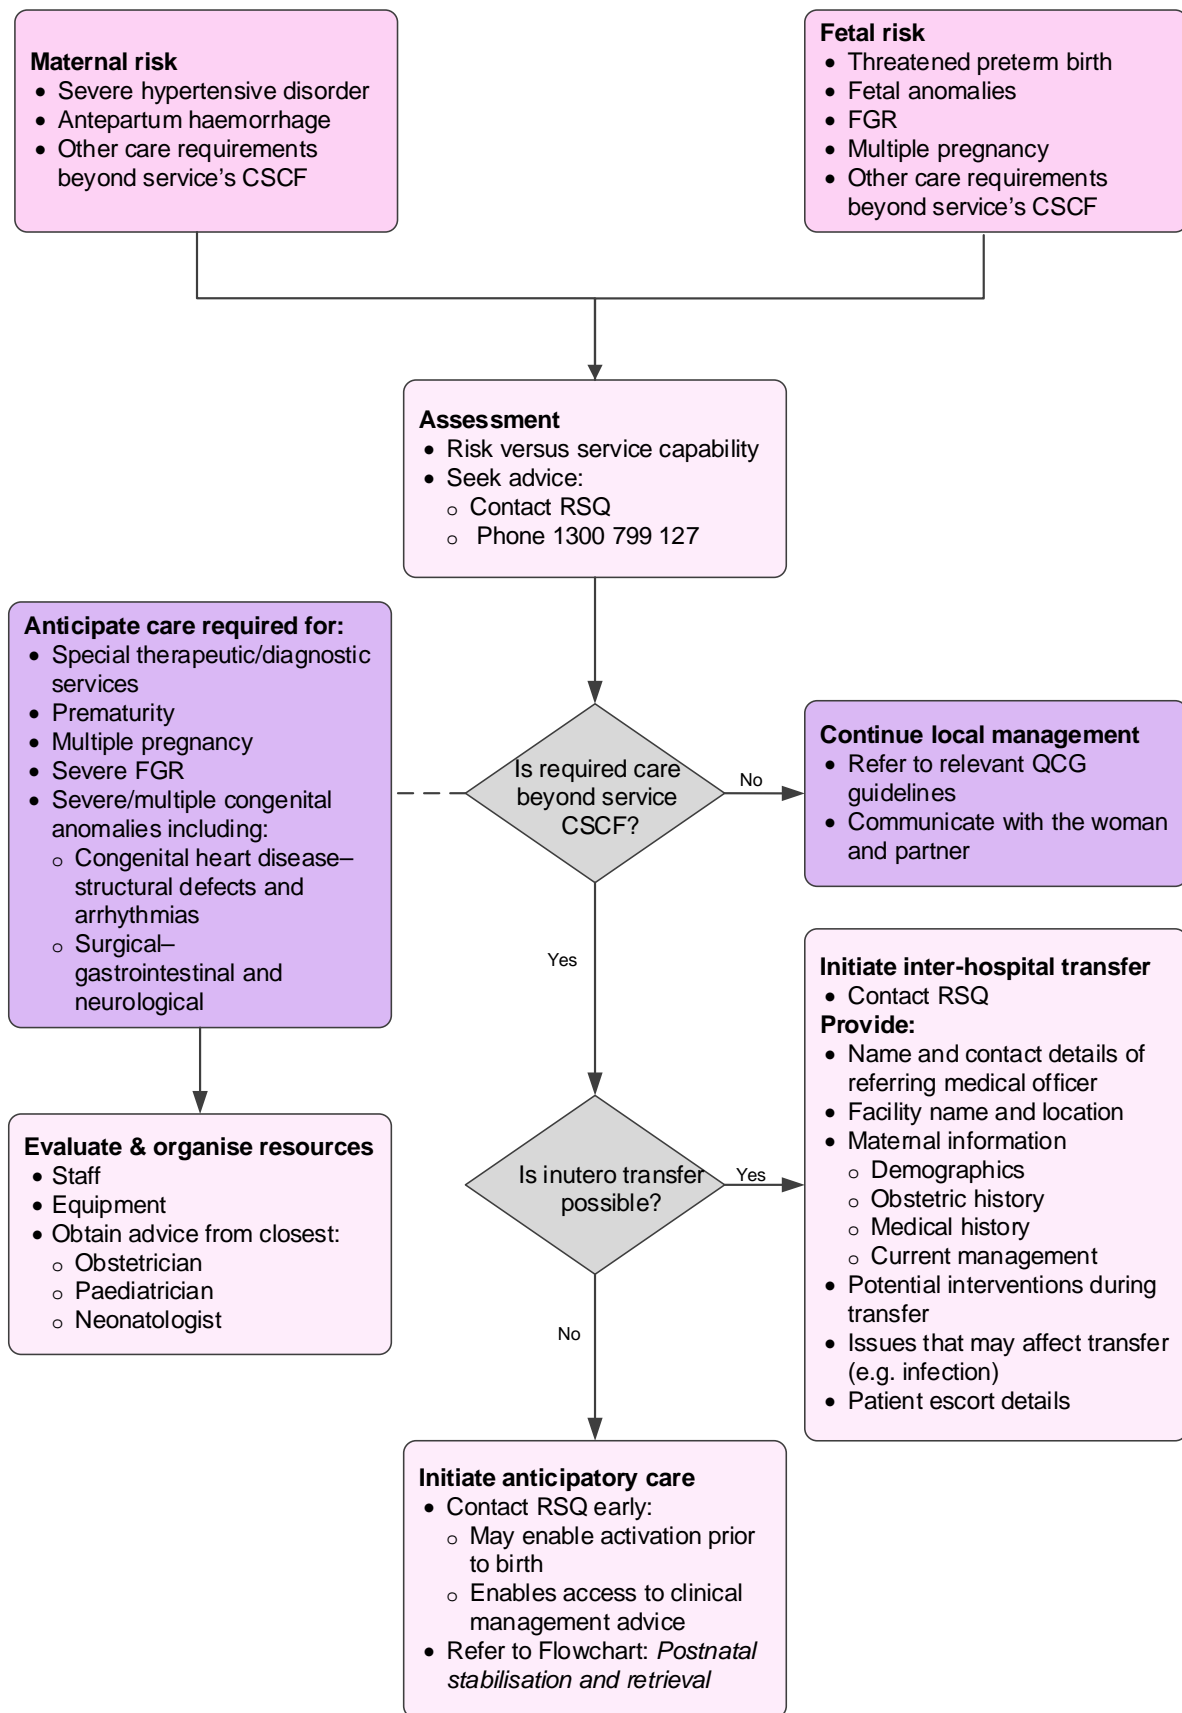 Maternal risk
• Severe hypertensive disorder
• Antepartum haemorrhage
• Other care requirements
beyond service’s CSCF
Fetal risk
• Threatened preterm birth
• Fetal anomalies
• FGR
• Multiple pregnancy
• Other care requirements
beyond service’s CSCF
Assessment
• Risk versus service capability
• Seek advice:
o Contact RSQ
o Phone 1300 799 127
Anticipate care required for:
• Special therapeutic/diagnostic
services
• Prematurity
• Multiple pregnancy
• Severe FGR
• Severe/multiple congenital
anomalies including:
o Congenital heart disease–
structural defects and
arrhythmias
o Surgical–
gastrointestinal and
neurological
Is required care
beyond service
CSCF?
No
Continue local management
• Refer to relevant QCG
guidelines
• Communicate with the woman
and partner
Yes
Initiate inter-hospital transfer
• Contact RSQ
Provide:
• Name and contact details of
referring medical officer
• Facility name and location
• Maternal information
o Demographics
o Obstetric history
o Medical history
o Current management
• Potential interventions during
transfer
• Issues that may affect transfer
(e.g. infection)
• Patient escort details
Evaluate & organise resources
• Staff
• Equipment
• Obtain advice from closest:
o Obstetrician
o Paediatrician
o Neonatologist
Is inutero transfer
possible?
Yes
No
Initiate anticipatory care
• Contact RSQ early:
o May enable activation prior
to birth
o Enables access to clinical
management advice
• Refer to Flowchart: Postnatal
stabilisation and retrieval